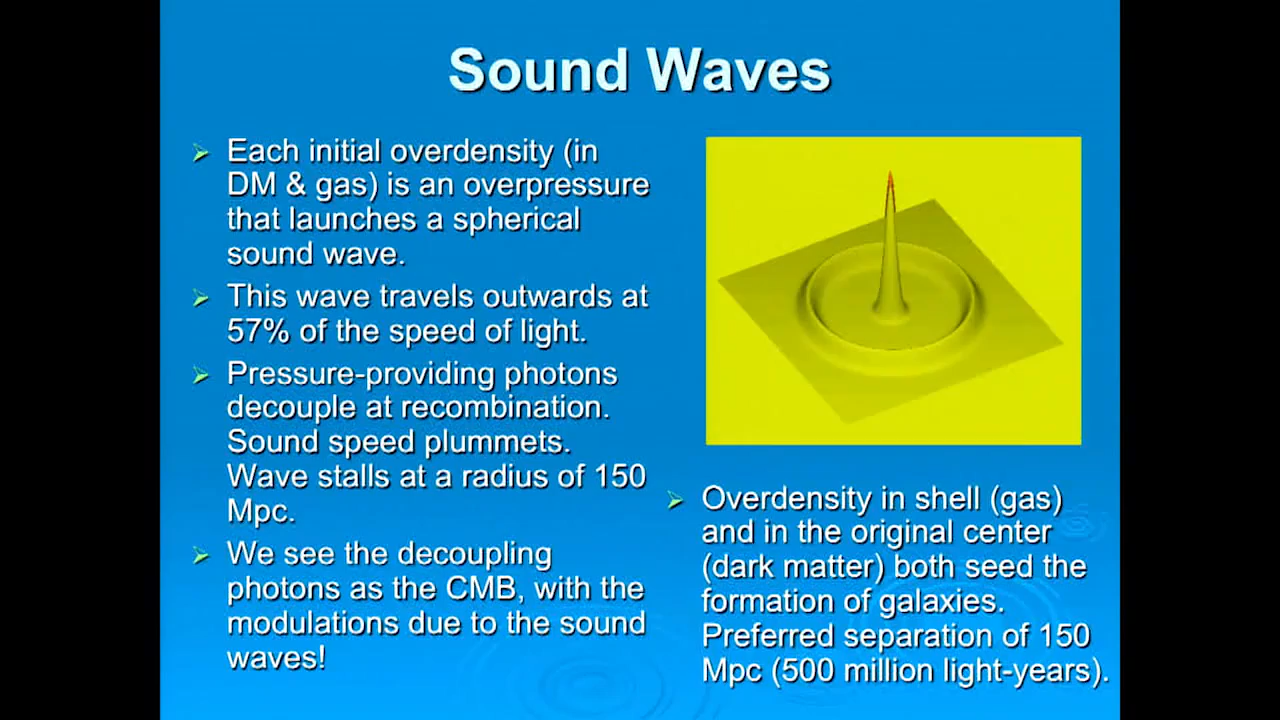 Sound Waves
Each initial overdensity (in
DM & gas) is an overpressure
that launches a spherical
sound wave.
This wave travels outwards at
57% of the speed of light.
Pressure-providing photons
decouple at recombination.
Sound speed plummets.
Wave stalls at a radius of 150
Mpc.
We see the decoupling
photons as the CMB, with the
modulations due to the sound
waves!
Overdensity in shell (gas)
and in the original center
(dark matter) both seed the
formation of galaxies.
Preferred separation of 150
Mpc (500 million light-years).